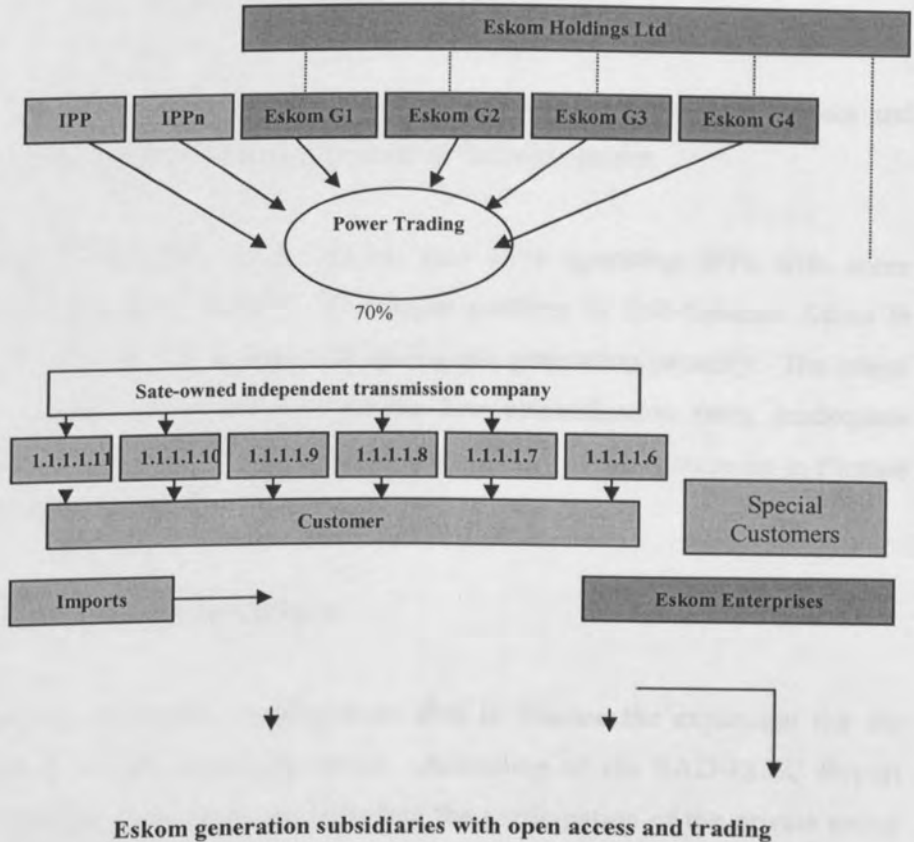 Eskom Holdings Ltd
IPP IPPn Eskom G1 Eskom G2 Eskom G3 Eskom G4
Power Trading
70%
Sate-owned independent transmission company
1.1.1.1.11 1.1.1.1.10 1.1.1.1.9 1.1.1.1.8 1.1.1.1.7 1.1.1.1.6
Customer
Special
Customers
Imports
Eskom Enterprises
Eskom generation subsidiaries with open access and trading